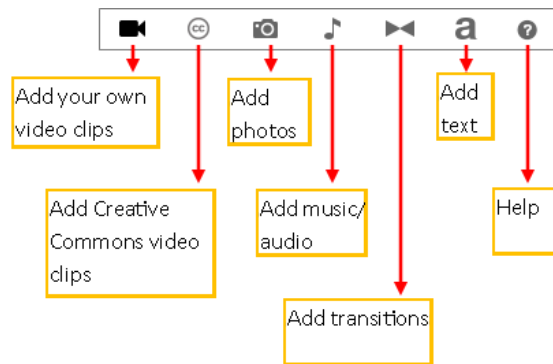 cc
a
?
Add your own
video clips
Add
photos
Add
text
Add Creative
Commons video
clips
Add music/
audio
Help
Add transitions